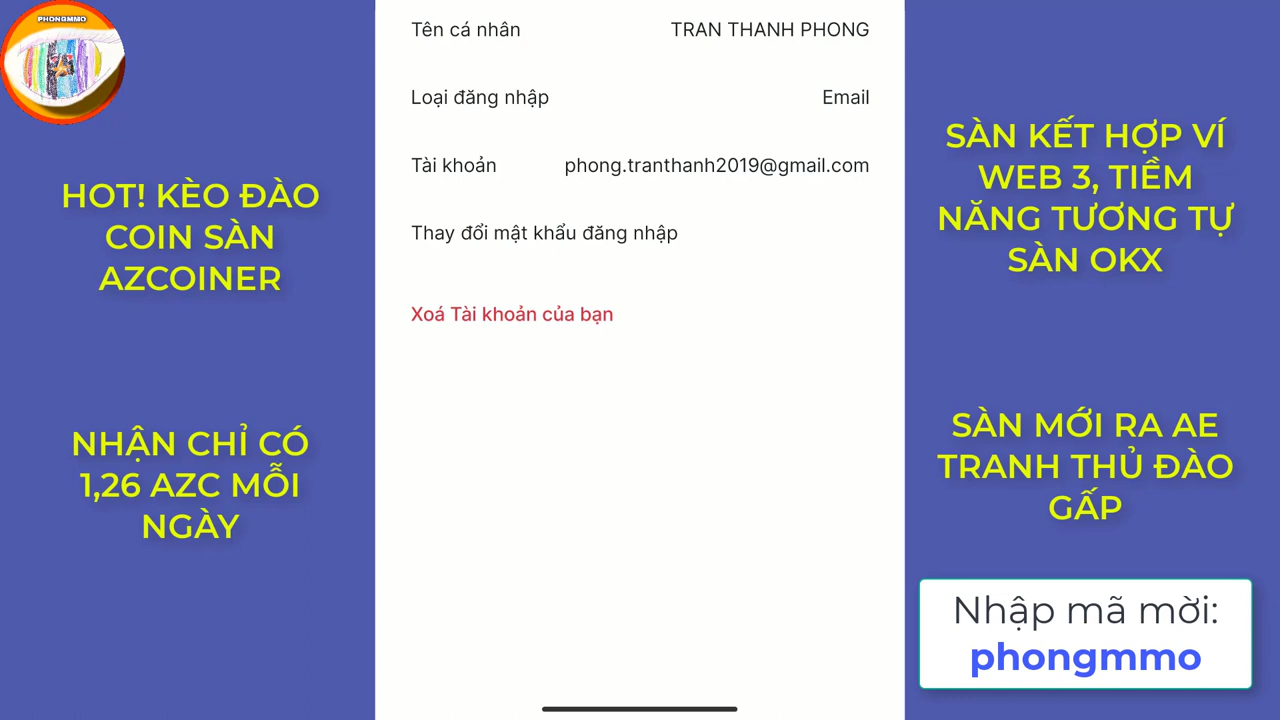 PHONGMMO
HOT! KÈO ĐÀO
COIN SÀN
AZCOINER
NHẬN CHỈ CÓ
1,26 AZC MỖI
NGÀY
Tên cá nhân TRAN THANH PHONG
Loại đăng nhập Email
Tài khoản phong.tranthanh2019@gmail.com
Thay đổi mật khẩu đăng nhập
Xoá Tài khoản của bạn
SÀN KẾT HỢP VÍ
WEB 3, TIỀM
NĂNG TƯƠNG TỰ
SÀN OKX
SÀN MỚI RA AE
TRANH THỦ ĐÀO
GẤP
Nhập mã mời:
phongmmo